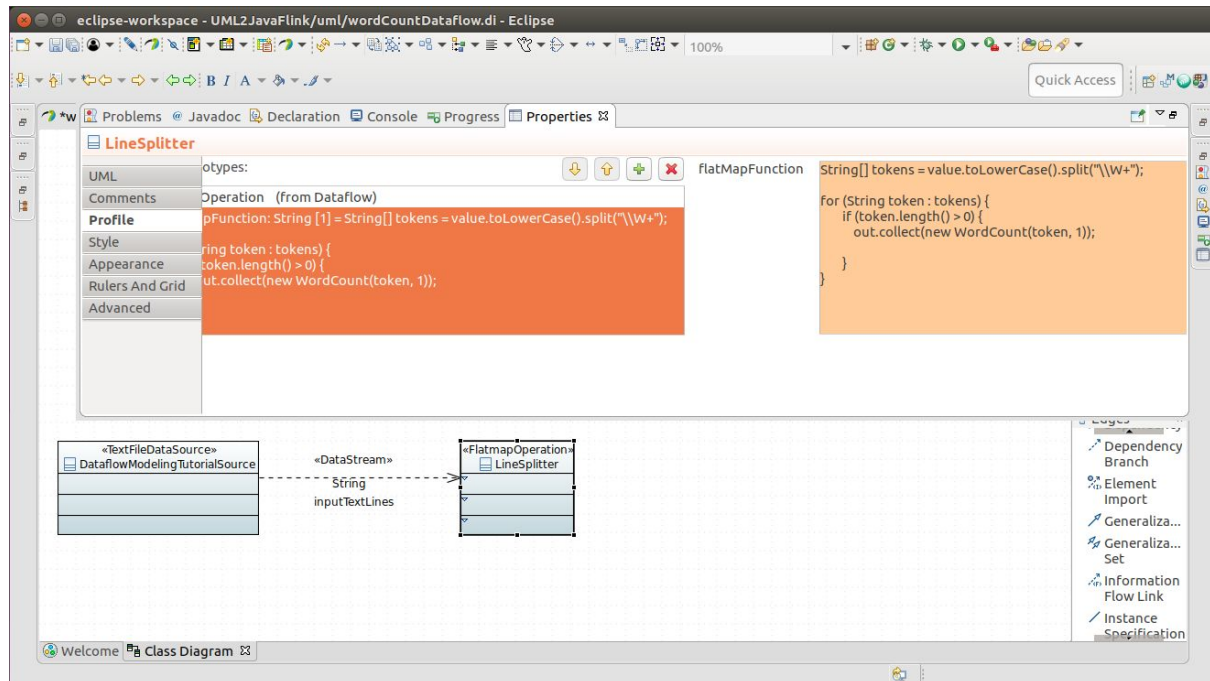 eclipse-workspace - UML2JavaFlink/uml/wordCountDataflow.di - Eclipse
100%
B I A
Quick Access
*w Problems @ Javadoc Declaration Console Progress Properties
LineSplitter
UML
Comments
Profile
Style
Appearance
Rulers And Grid
Advanced
otypes:
Operation (from Dataflow)
pFunction: String [1] = String[] tokens = value.toLowerCase().split("\\W+");
ring token : tokens) {
token.length() > 0) {
ut.collect(new WordCount(token, 1));
flatMapFunction
String[] tokens = value.toLowerCase().split("\\W+");
for (String token : tokens) {
if (token.length() > 0) {
out.collect(new WordCount(token, 1));
}
}
«TextFileDataSource»
DataflowModelingTutorialSource
«DataStream»
String
inputTextLines
«FlatmapOperation»
LineSplitter
Edges
Dependency
Branch
Element
Import
Generaliza...
Generaliza...
Set
Information
Flow Link
Instance
Specification
Welcome Class Diagram